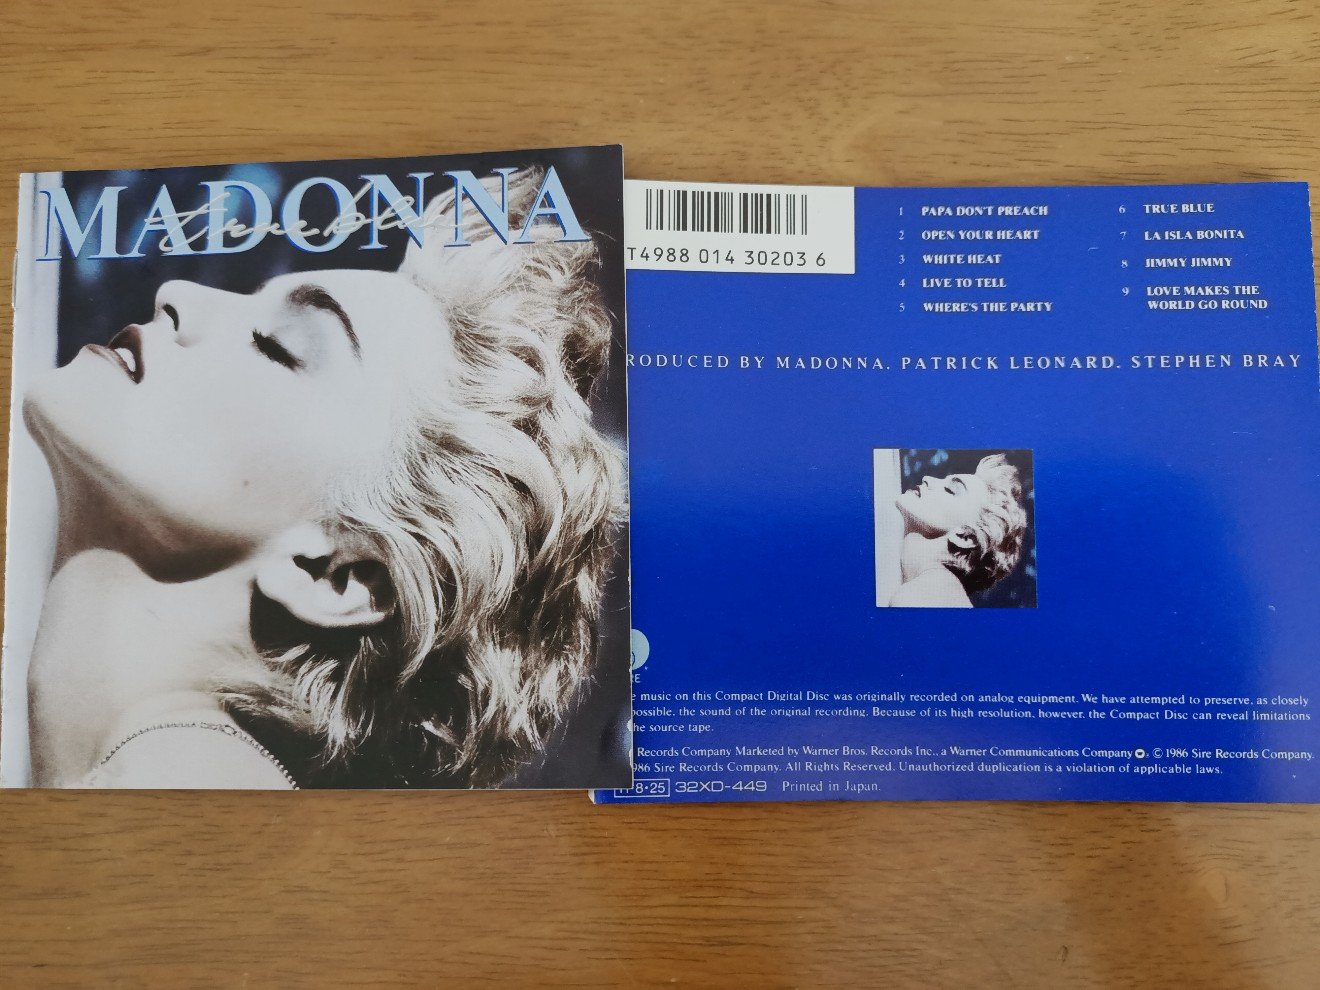 MADONNA
true blue
T4988 014 30203 6
1 PAPA DON'T PREACH
2 OPEN YOUR HEART
3 WHITE HEAT
4 LIVE TO TELL
5 WHERE'S THE PARTY
6 TRUE BLUE
7 LA ISLA BONITA
8 JIMMY JIMMY
9 LOVE MAKES THE
WORLD GO ROUND
RODUCED BY MADONNA. PATRICK LEONARD. STEPHEN BRAY
RE
e music on this Compact Digital Disc was originally recorded on analog equipment. We have attempted to preserve, as closely
possible, the sound of the original recording. Because of its high resolution, however, the Compact Disc can reveal limitations
the source tape.
Records Company Marketed by Warner Bros. Records Inc., a Warner Communications Company. © 1986 Sire Records Company.
986 Sire Records Company. All Rights Reserved. Unauthorized duplication is a violation of applicable laws.
8•25 32XD-449 Printed in Japan.